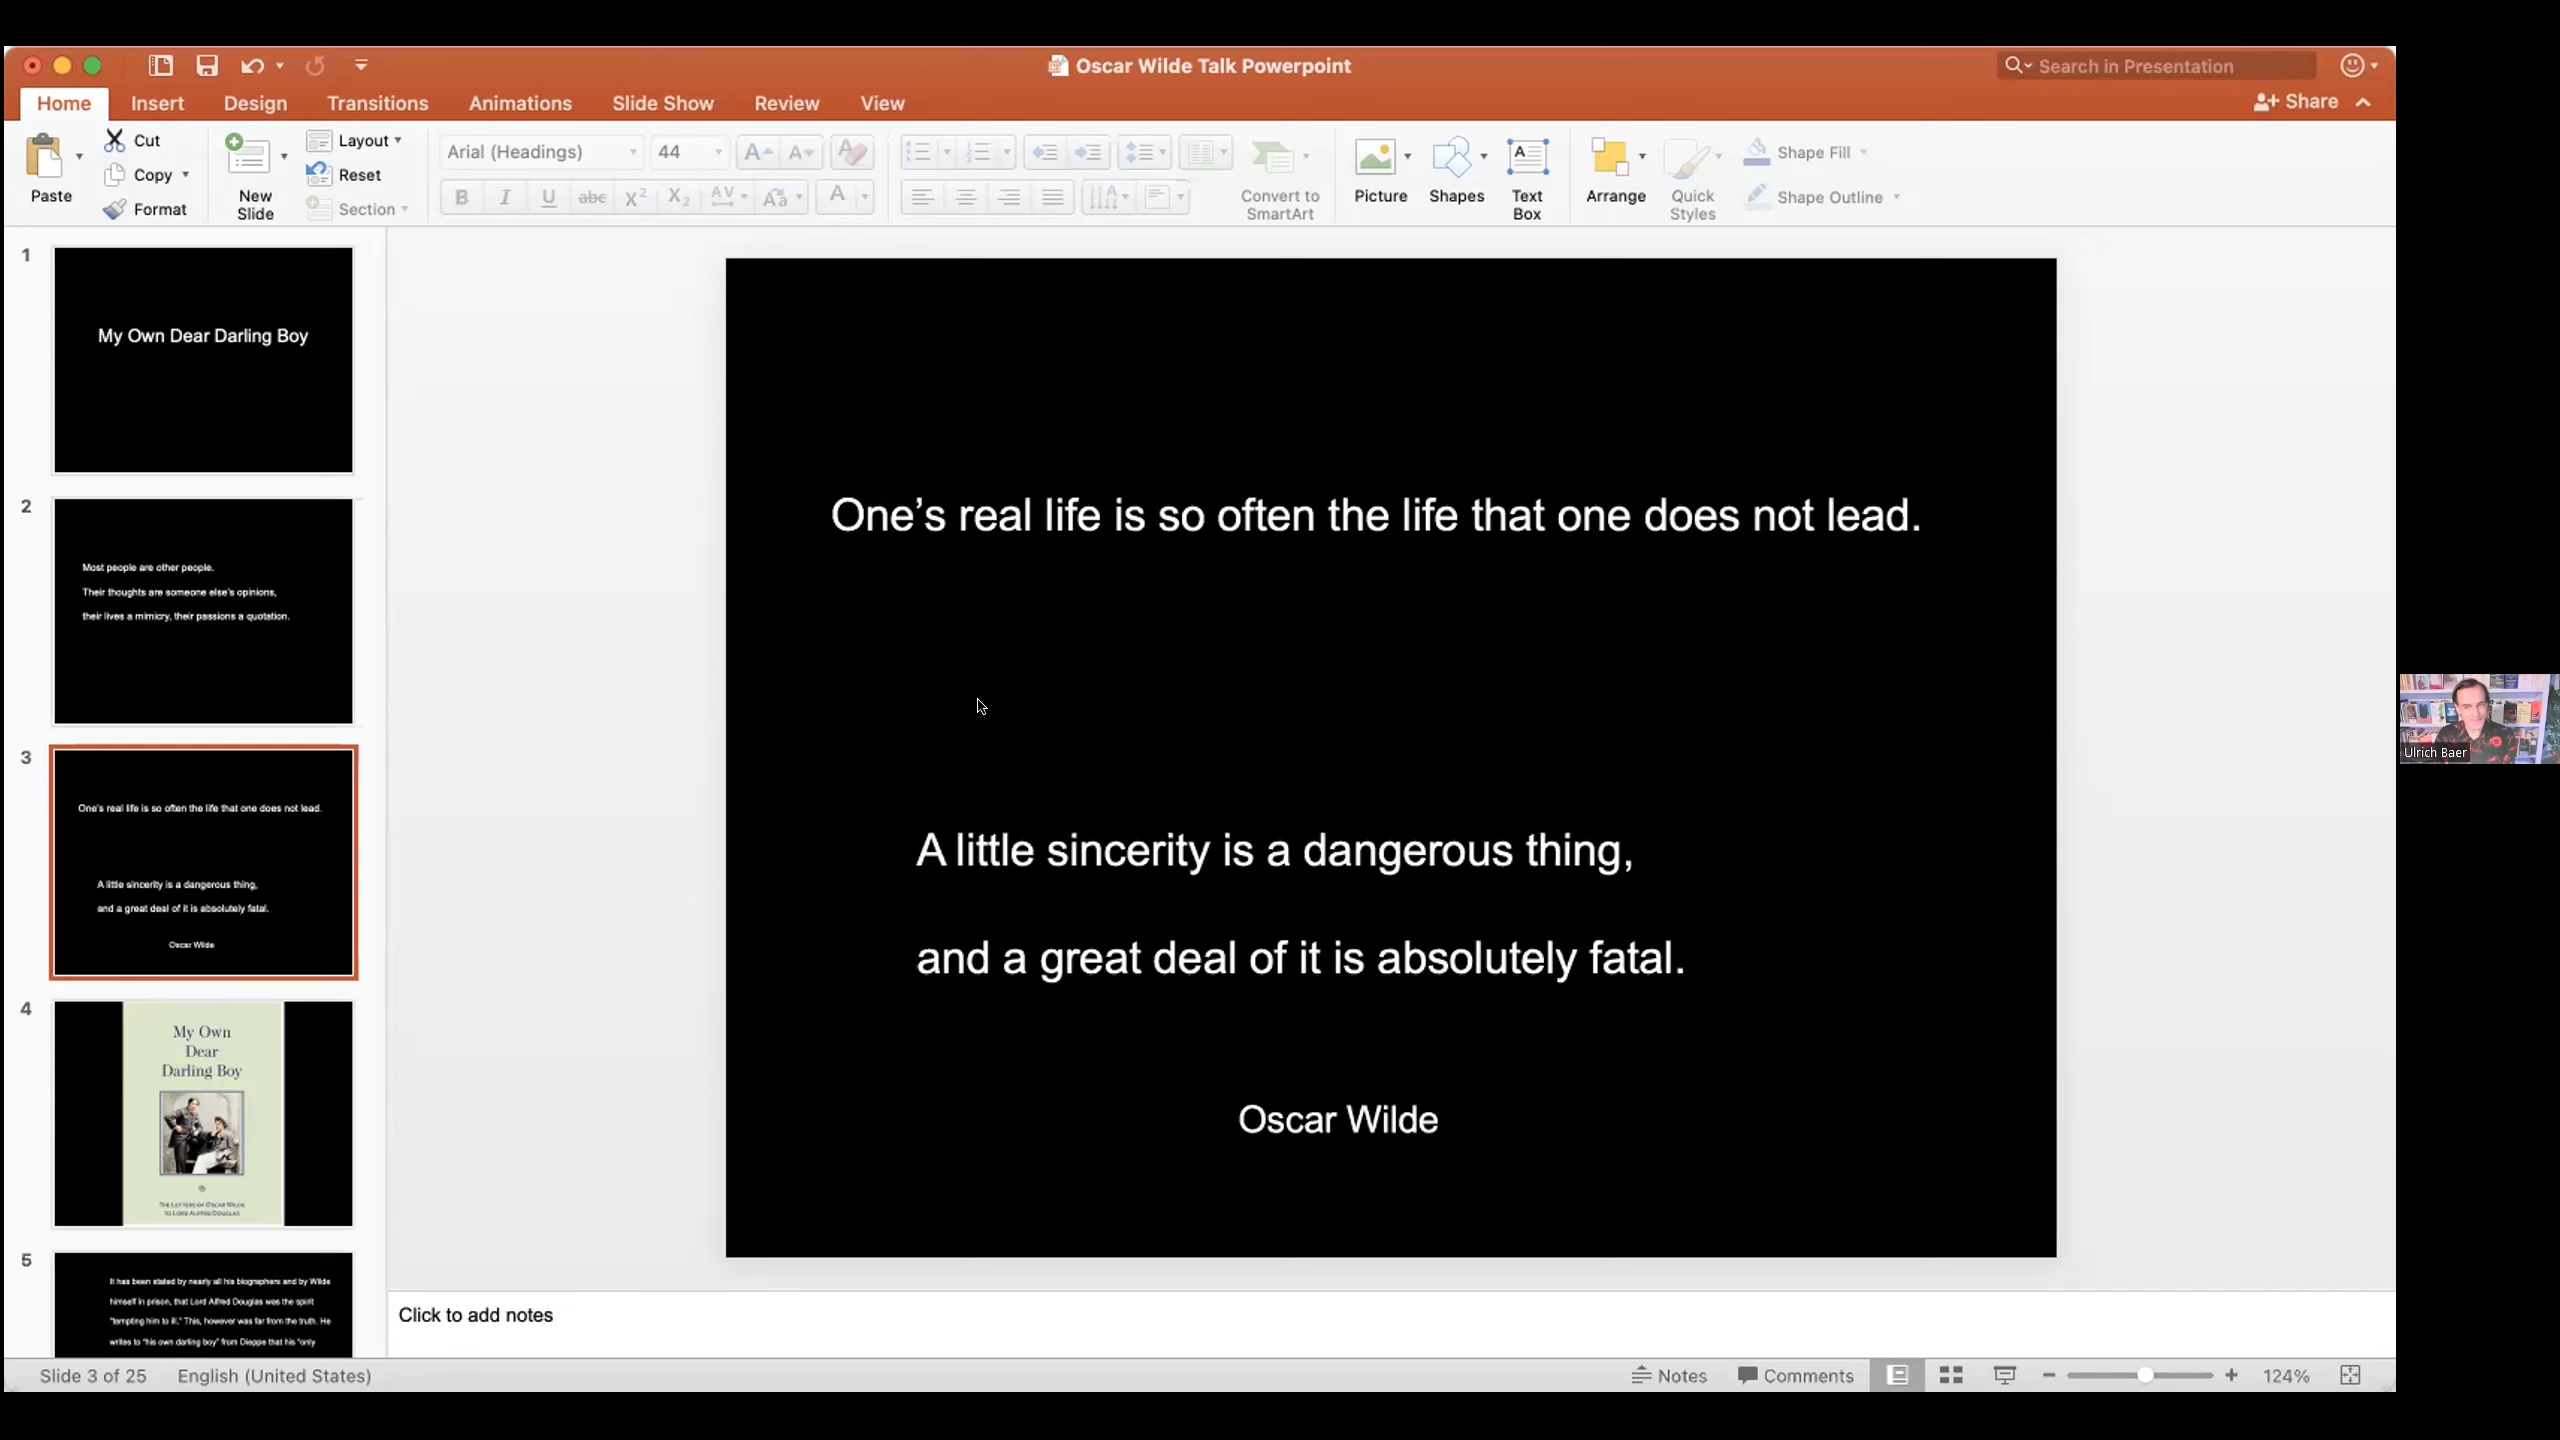 Oscar Wilde Talk Powerpoint
Search in Presentation
Home Insert Design Transitions Animations Slide Show Review View
Share
Paste
Cut
Copy
Format
New
Slide
Layout
Reset
Section
Arial (Headings) 44
Convert to
SmartArt
Picture
Shapes
Text
Box
Arrange
Quick
Styles
Shape Fill
Shape Outline
1
My Own Dear Darling Boy
2
Most people are other people.
Their thoughts are someone else's opinions,
their lives a mimicry, their passions a quotation.
3
One's real life is so often the life that one does not lead.
A little sincerity is a dangerous thing,
and a great deal of it is absolutely fatal.
Oscar Wilde
4
My Own
Dear
Darling Boy
The Letters of Oscar Wilde
to Lord Alfred Douglas
5
It has been stated by nearly all his biographers and by Wilde
himself in prison, that Lord Alfred Douglas was the spirit
"tempting him to ill." This, however was far from the truth. He
writes to "his own darling boy" from Dieppe that his "only
One’s real life is so often the life that one does not lead.
A little sincerity is a dangerous thing,
and a great deal of it is absolutely fatal.
Oscar Wilde
Ulrich Baer
Click to add notes
Slide 3 of 25 English (United States)
Notes Comments 124%